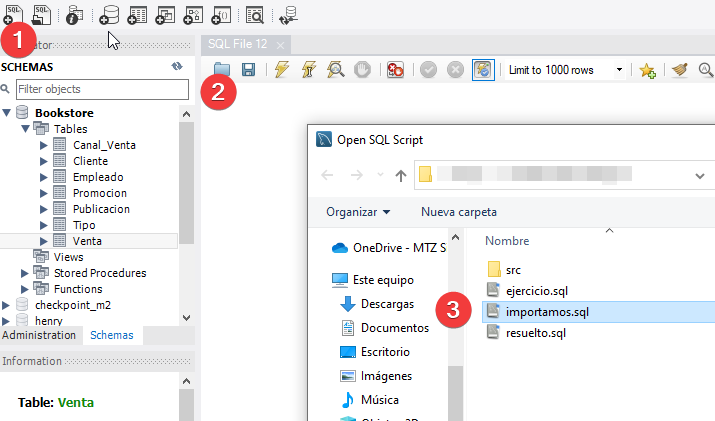 SQL
SQL
1
ator
SQL File 12
SCHEMAS
Filter objects
2
Limit to 1000 rows
Bookstore
Tables
Canal_Venta
Cliente
Empleado
Promocion
Publicacion
Tipo
Venta
Views
Stored Procedures
Functions
checkpoint_m2
henry
Administration Schemas
Information
Table: Venta
Open SQL Script
Organizar
Nueva carpeta
OneDrive - MTZ S
Este equipo
Descargas
Documentos
Escritorio
Imágenes
Música
Nombre
src
ejercicio.sql
3
importamos.sql
resuelto.sql